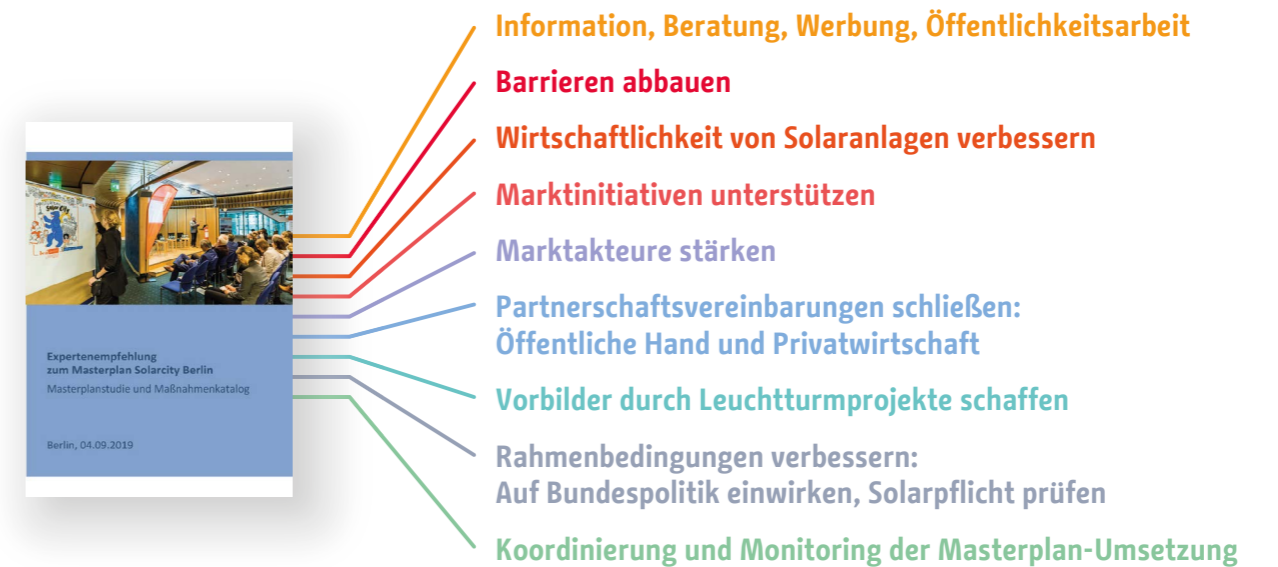 Information, Beratung, Werbung, Öffentlichkeitsarbeit
Barrieren abbauen
Wirtschaftlichkeit von Solaranlagen verbessern
Marktinitiativen unterstützen
Marktakteure stärken
Partnerschaftsvereinbarungen schließen:
Öffentliche Hand und Privatwirtschaft
Vorbilder durch Leuchtturmprojekte schaffen
Rahmenbedingungen verbessern:
Auf Bundespolitik einwirken, Solarpflicht prüfen
Koordinierung und Monitoring der Masterplan-Umsetzung
Expertenempfehlung
zum Masterplan Solarcity Berlin
Masterplanstudie und Maßnahmenkatalog
Berlin, 04.09.2019